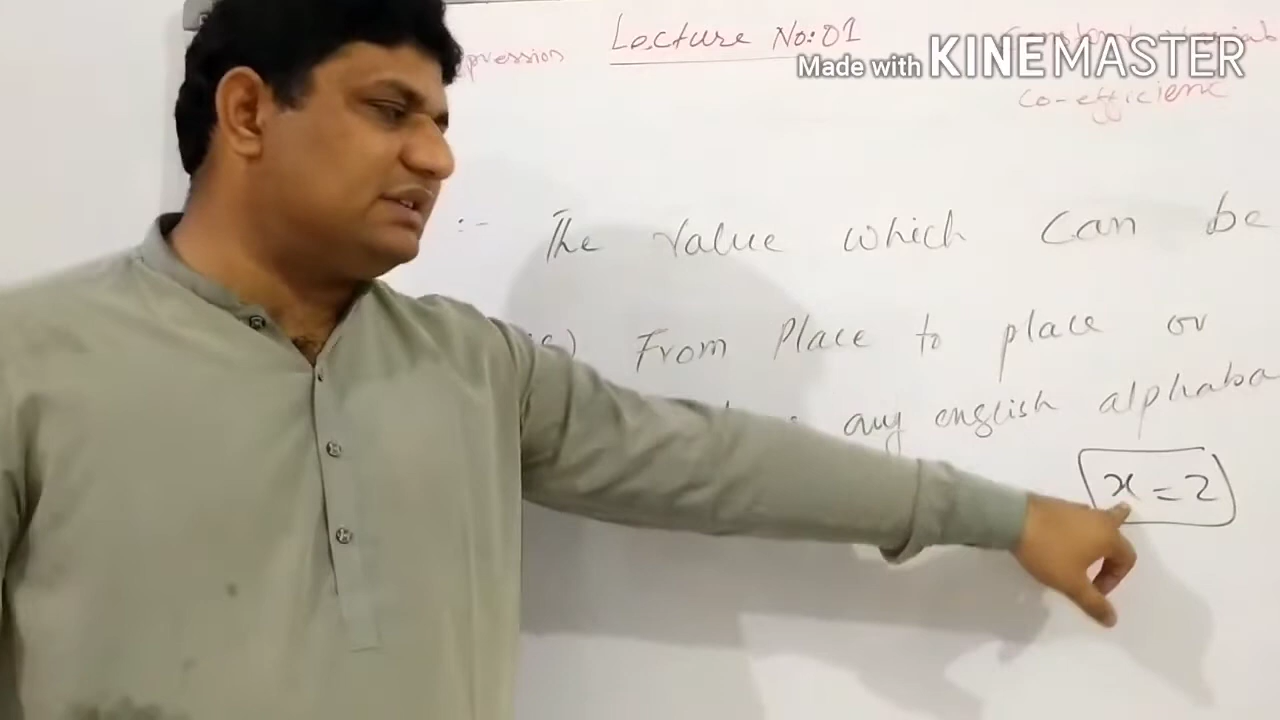 Lecture No:01
Made with KINEMASTER
co-efficient
:- The value which can be
From Place to place or
any english alphaba
x = 2